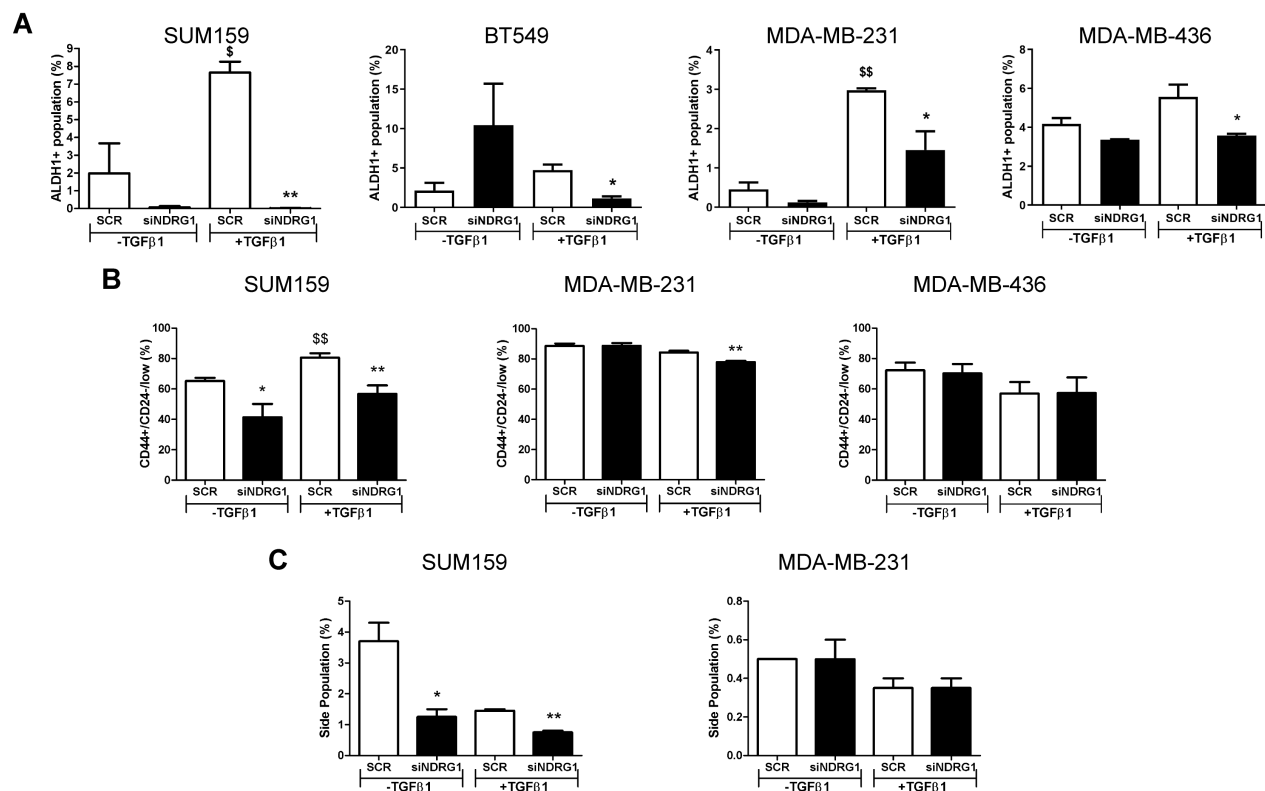 A
SUM159
BT549
MDA-MB-231
MDA-MB-436
ALDH1+ population (%)
9
8
7
6
5
4
3
2
1
0
$
**
SCR siNDRG1 SCR siNDRG1
-TGFβ1 +TGFβ1
ALDH1+ population (%)
20
15
10
5
0
*
SCR siNDRG1 SCR siNDRG1
-TGFβ1 +TGFβ1
ALDH1+ population (%)
4
3
2
1
0
$$
*
SCR siNDRG1 SCR siNDRG1
-TGFβ1 +TGFβ1
ALDH1+ population (%)
8
6
4
2
0
*
SCR siNDRG1 SCR siNDRG1
-TGFβ1 +TGFβ1
B
SUM159
MDA-MB-231
MDA-MB-436
CD44+/CD24-/low (%)
100
80
60
40
20
0
*
$$
**
SCR siNDRG1 SCR siNDRG1
-TGFβ1 +TGFβ1
CD44+/CD24-/low (%)
100
80
60
40
20
0
**
SCR siNDRG1 SCR siNDRG1
-TGFβ1 +TGFβ1
CD44+/CD24-/low (%)
100
80
60
40
20
0
SCR siNDRG1 SCR siNDRG1
-TGFβ1 +TGFβ1
C
SUM159
MDA-MB-231
Side Population (%)
5
4
3
2
1
0
*
**
SCR siNDRG1 SCR siNDRG1
-TGFβ1 +TGFβ1
Side Population (%)
0.8
0.6
0.4
0.2
0.0
SCR siNDRG1 SCR siNDRG1
-TGFβ1 +TGFβ1